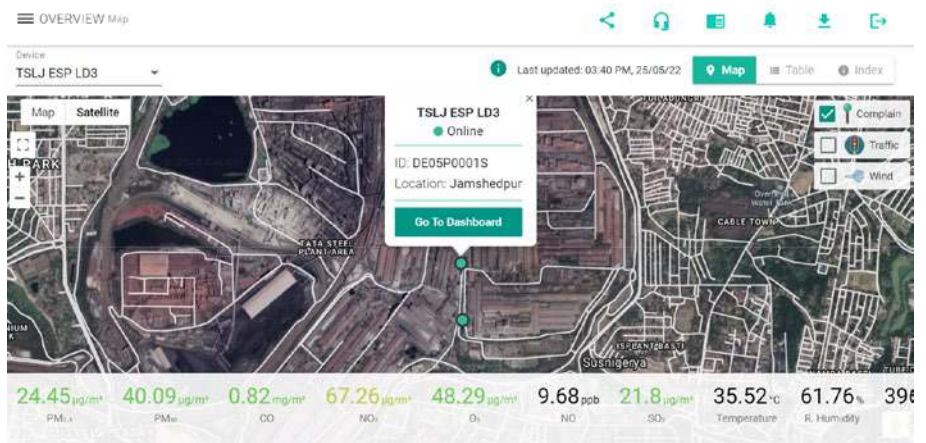 OVERVIEW Map
Device
TSLJ ESP LD3
Last updated: 03:40 PM, 25/05/22
Map
Table
Index
Map
Satellite
TSLJ ESP LD3
Online
ID: DE05P0001S
Location: Jamshedpur
Go To Dashboard
Complain
Traffic
Wind
PARK
TATA STEEL
PLANT AREA
CABLE TOWN
Susnigerya
24.45 µg/m³
40.09 µg/m³
0.82 mg/m³
67.26 µg/m³
48.29 µg/m³
9.68 ppb
21.8 µg/m³
35.52 °C
61.76 %
396
PM₂.₅
PM₁₀
CO
NO₂
O₃
NO
SO₂
Temperature
R. Humidity